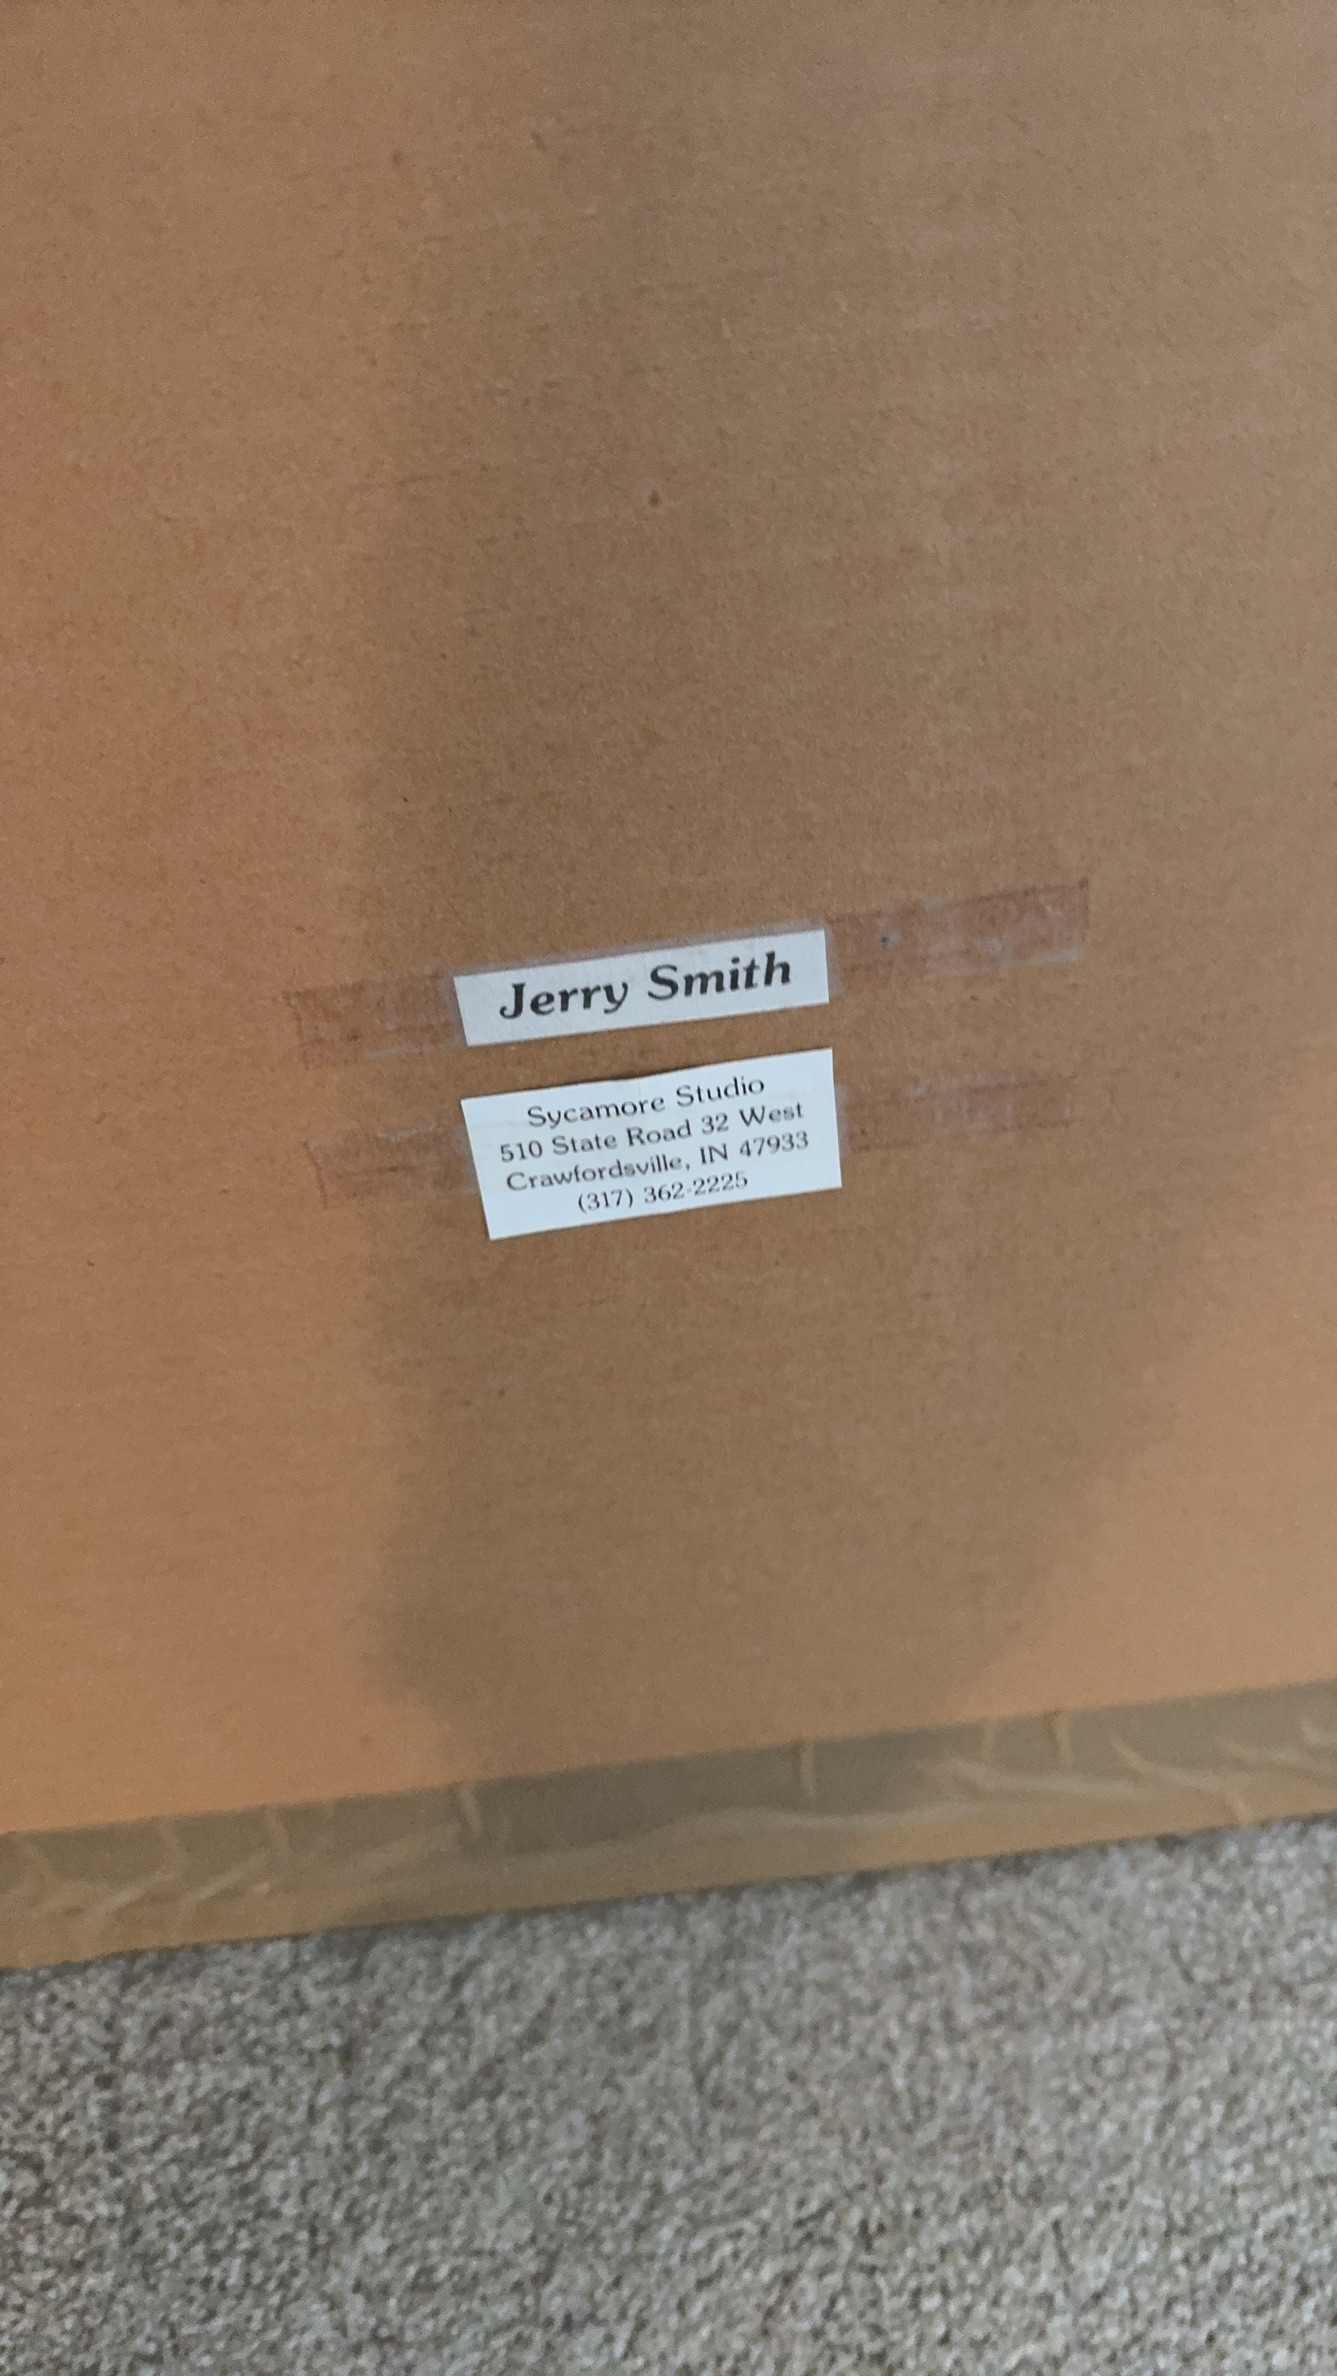 Jerry Smith
Sycamore Studio
510 State Road 32 West
Crawfordsville, IN 47933
(317) 362-2225